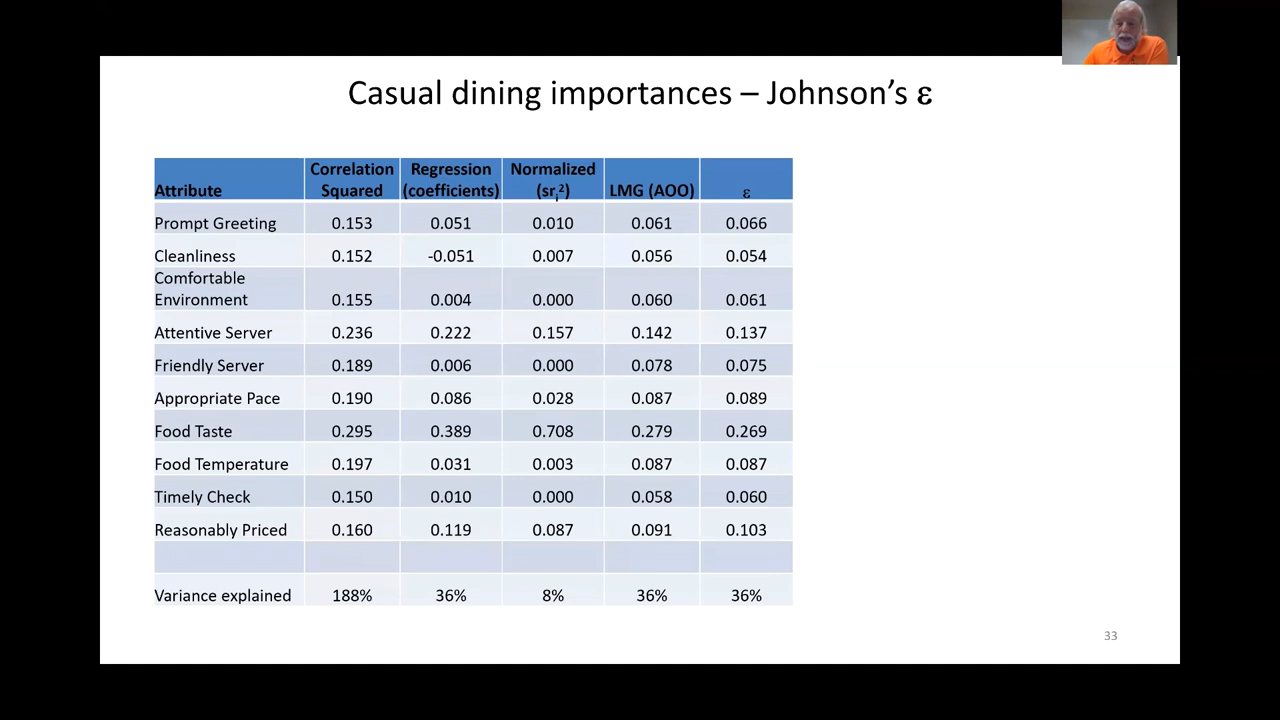 Casual dining importances – Johnson's ε
Attribute Correlation Squared Regression (coefficients) Normalized (sri²) LMG (AOO) ε
Prompt Greeting 0.153 0.051 0.010 0.061 0.066
Cleanliness 0.152 -0.051 0.007 0.056 0.054
Comfortable Environment 0.155 0.004 0.000 0.060 0.061
Attentive Server 0.236 0.222 0.157 0.142 0.137
Friendly Server 0.189 0.006 0.000 0.078 0.075
Appropriate Pace 0.190 0.086 0.028 0.087 0.089
Food Taste 0.295 0.389 0.708 0.279 0.269
Food Temperature 0.197 0.031 0.003 0.087 0.087
Timely Check 0.150 0.010 0.000 0.058 0.060
Reasonably Priced 0.160 0.119 0.087 0.091 0.103
Variance explained 188% 36% 8% 36% 36%
33